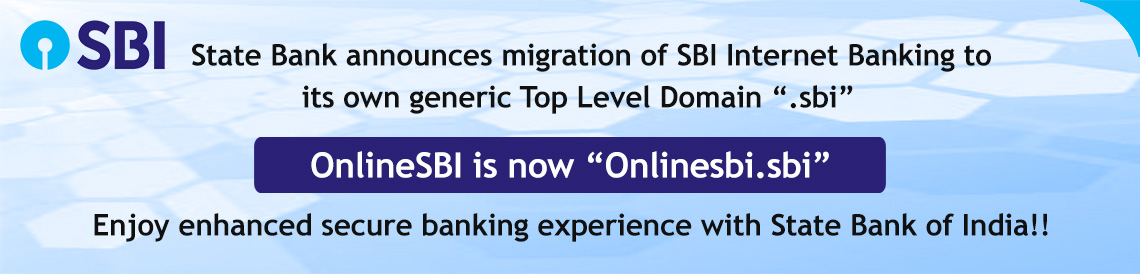 SBI
State Bank announces migration of SBI Internet Banking to
its own generic Top Level Domain “.sbi”
OnlineSBI is now “Onlinesbi.sbi”
Enjoy enhanced secure banking experience with State Bank of India!!